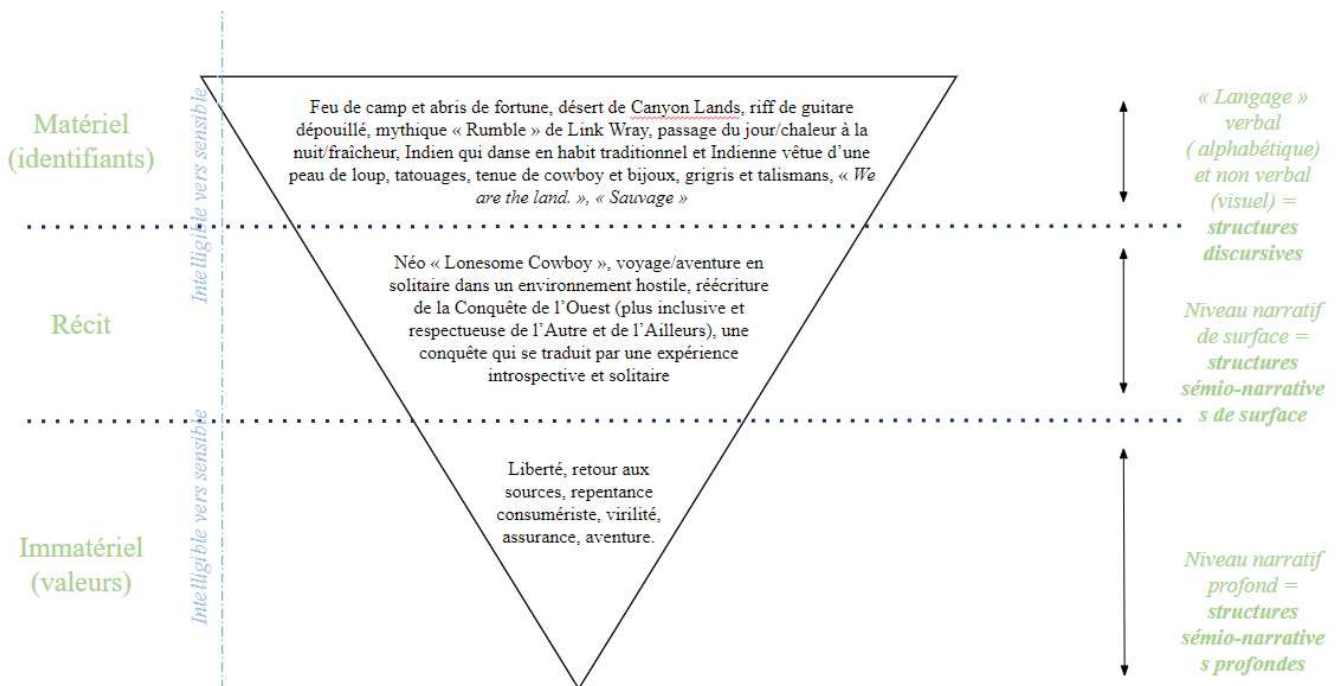 Matériel
(identifiants)
Intelligible vers sensible
Feu de camp et abris de fortune, désert de Canyon Lands, riff de guitare
dépouillé, mythique « Rumble » de Link Wray, passage du jour/chaleur à la
nuit/fraîcheur, Indien qui danse en habit traditionnel et Indienne vêtue d’une
peau de loup, tatouages, tenue de cowboy et bijoux, grigris et talismans, « We
are the land. », « Sauvage »
« Langage »
verbal
( alphabétique)
et non verbal
(visuel) =
structures
discursives
Récit
Néo « Lonesome Cowboy », voyage/aventure en
solitaire dans un environnement hostile, réécriture
de la Conquête de l’Ouest (plus inclusive et
respectueuse de l’Autre et de l’Ailleurs), une
conquête qui se traduit par une expérience
introspective et solitaire
Niveau narratif
de surface =
structures
sémio-narrative
s de surface
Immatériel
(valeurs)
Intelligible vers sensible
Liberté, retour aux
sources, repentance
consumériste, virilité,
assurance, aventure.
Niveau narratif
profond =
structures
sémio-narrative
s profondes